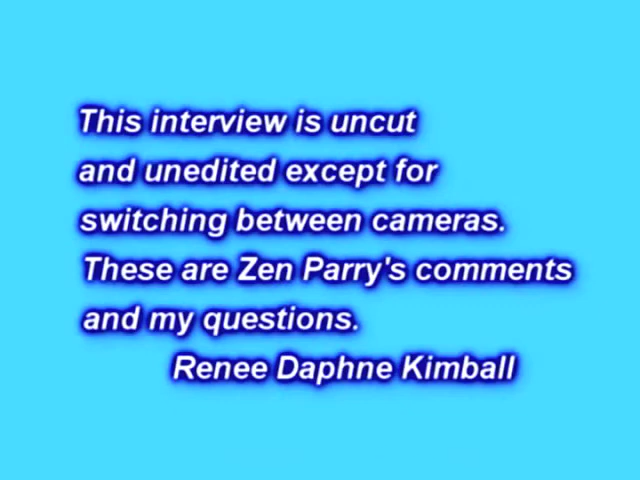 This interview is uncut
and unedited except for
switching between cameras.
These are Zen Parry's comments
and my questions.
Renee Daphne Kimball